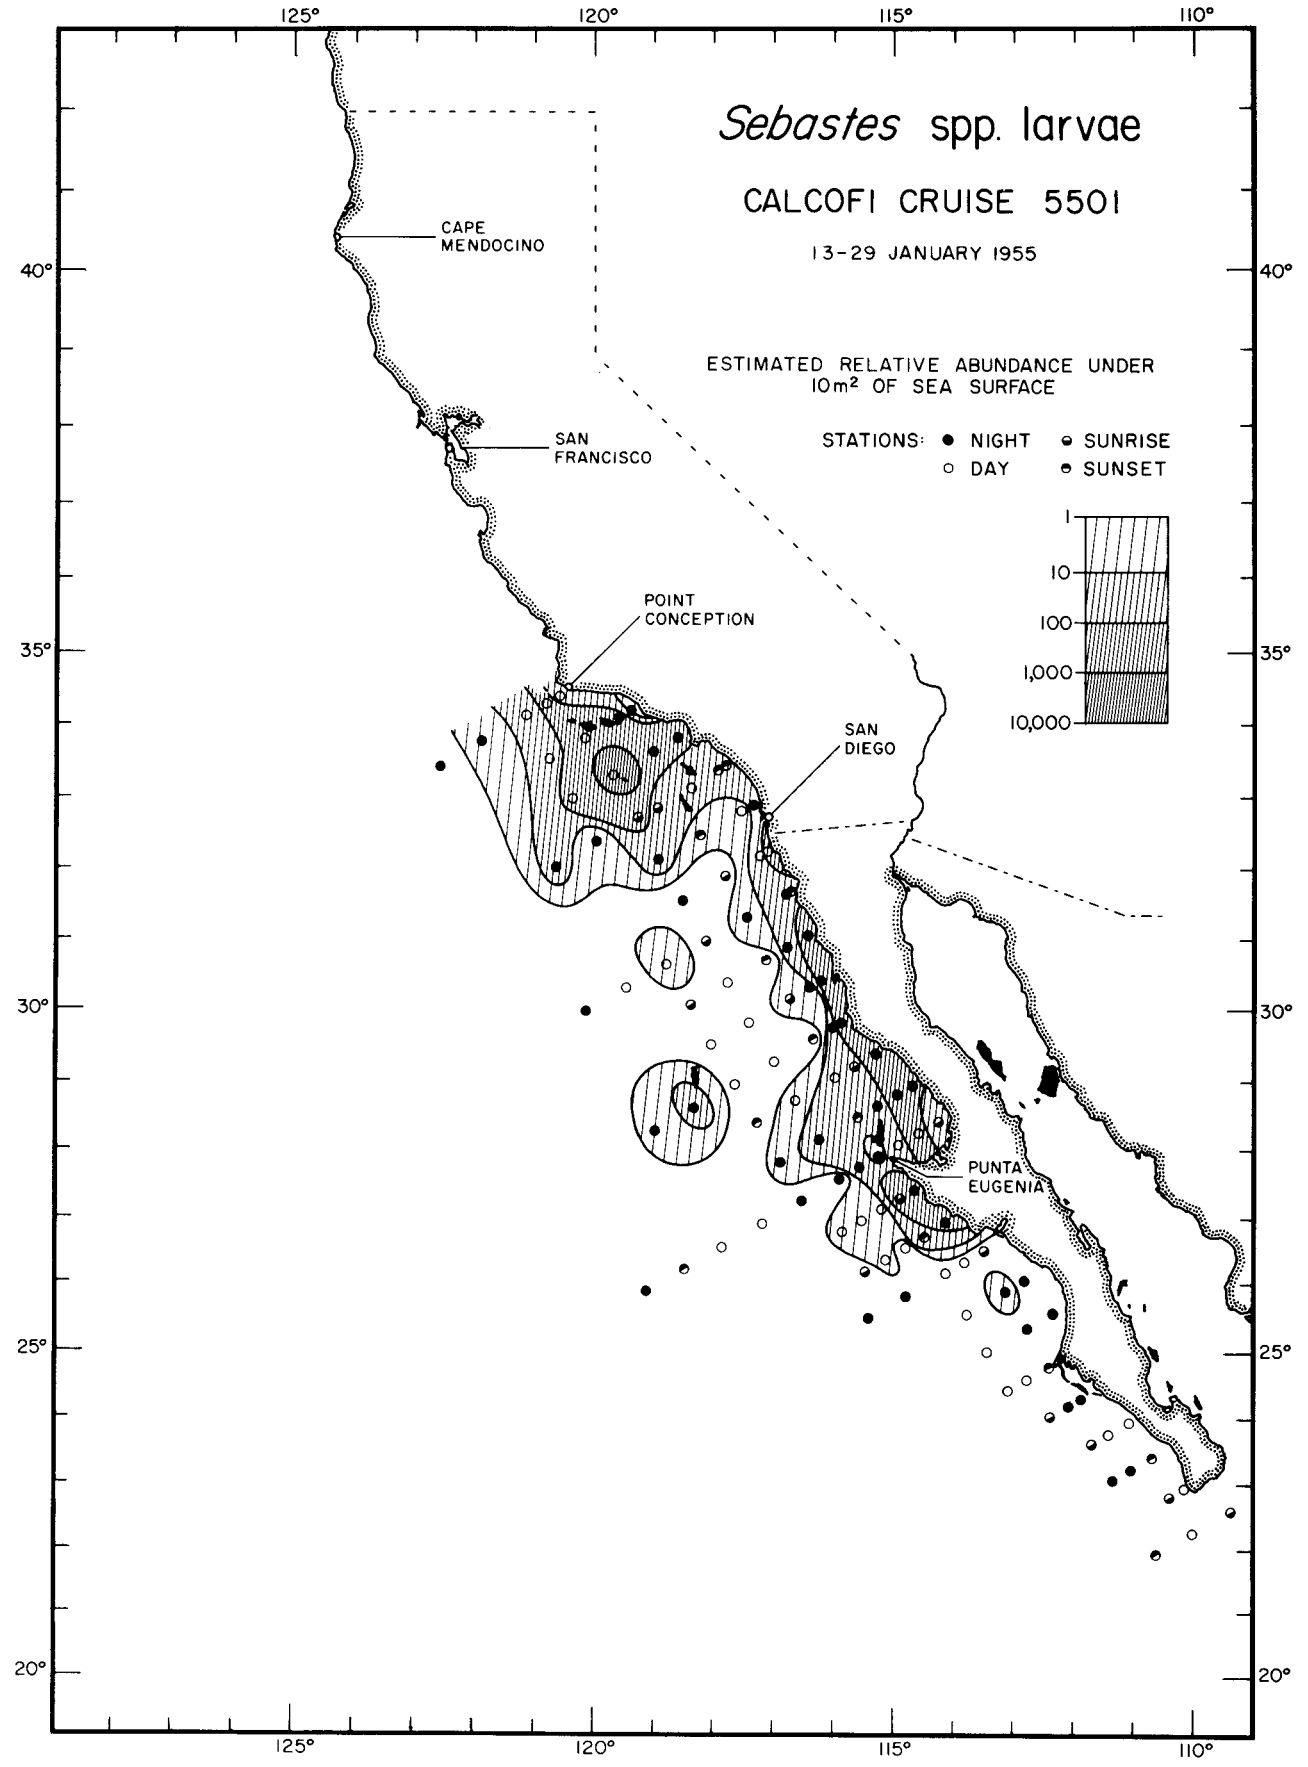 125° 120° 115° 110°
Sebastes spp. larvae
CALCOFI CRUISE 5501
13-29 JANUARY 1955
CAPE
MENDOCINO
40° 40°
ESTIMATED RELATIVE ABUNDANCE UNDER
10m² OF SEA SURFACE
STATIONS: NIGHT SUNRISE
DAY SUNSET
SAN
FRANCISCO
1
10
100
1,000
10,000
POINT
CONCEPTION
35° 35°
SAN
DIEGO
30° 30°
PUNTA
EUGENIA
25° 25°
20° 20°
125° 120° 115° 110°